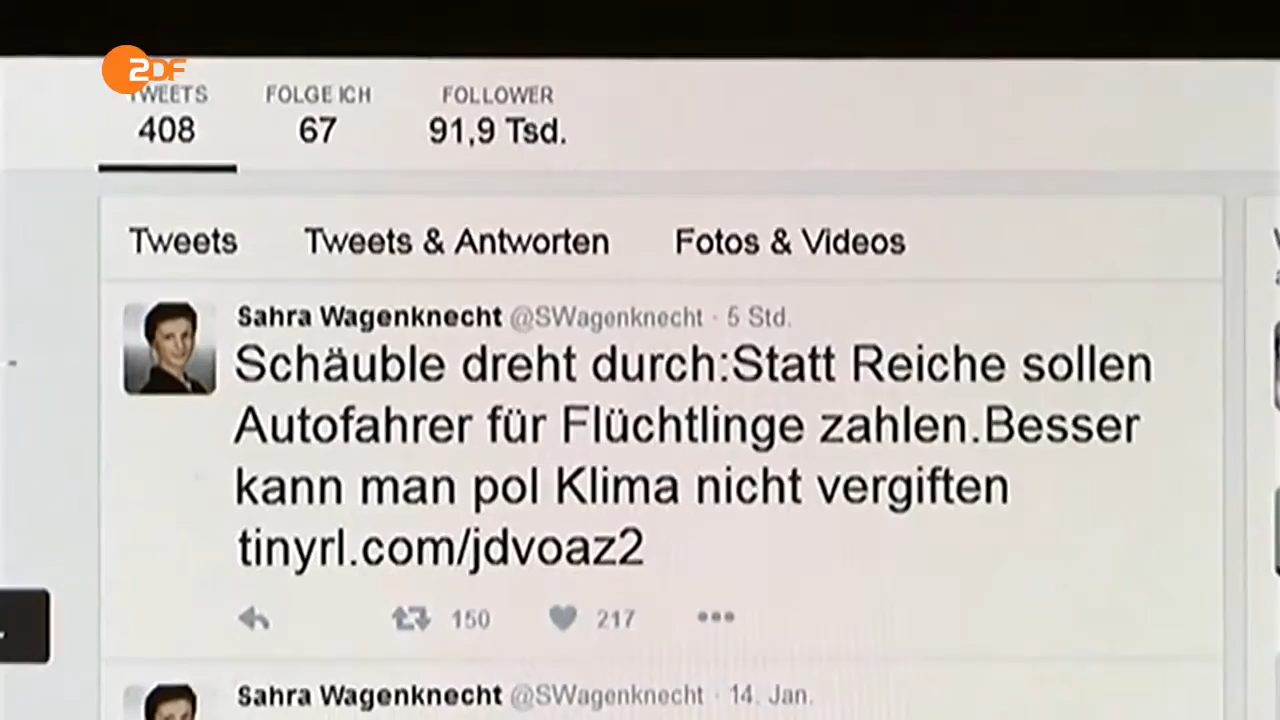 ZDF
TWEETS FOLGE ICH FOLLOWER
408 67 91,9 Tsd.
Tweets Tweets & Antworten Fotos & Videos
Sahra Wagenknecht @SWagenknecht · 5 Std.
Schäuble dreht durch:Statt Reiche sollen
Autofahrer für Flüchtlinge zahlen.Besser
kann man pol Klima nicht vergiften
tinyrl.com/jdvoaz2
150 217
Sahra Wagenknecht @SWagenknecht · 14. Jan.